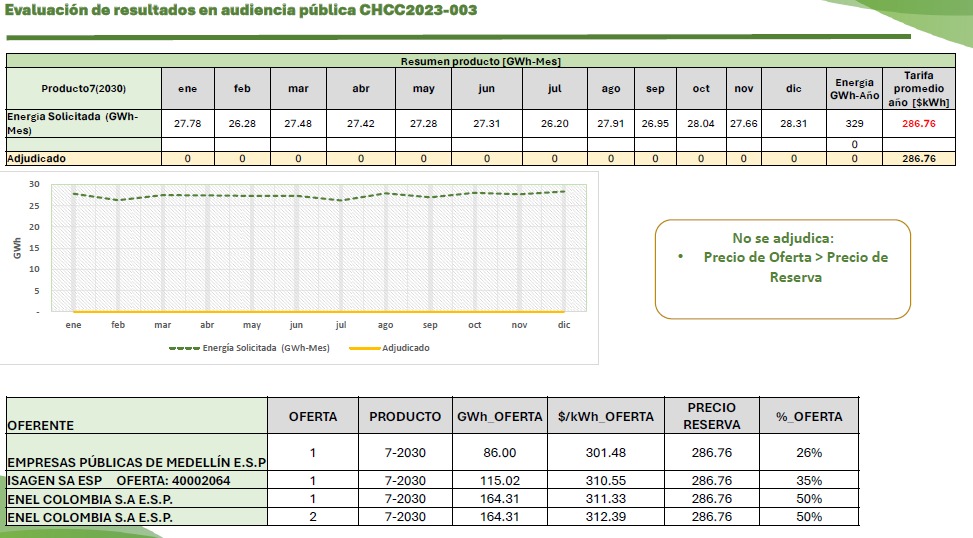 Evaluación de resultados en audiencia pública CHCC2023-003
Resumen producto [GWh-Mes]
Producto7(2030) ene feb mar abr may jun jul ago sep oct nov dic Energía GWh-Año Tarifa promedio año [$kWh]
Energía Solicitada (GWh-Mes) 27.78 26.28 27.48 27.42 27.28 27.31 26.20 27.91 26.95 28.04 27.66 28.31 329 286.76
0
Adjudicado 0 0 0 0 0 0 0 0 0 0 0 0 0 286.76
30
25
20
15
10
5
-
GWh
ene feb mar abr may jun jul ago sep oct nov dic
Energía Solicitada (GWh-Mes) Adjudicado
No se adjudica:
• Precio de Oferta > Precio de
Reserva
OFERENTE OFERTA PRODUCTO GWh_OFERTA $/kWh_OFERTA PRECIO RESERVA %_OFERTA
EMPRESAS PÚBLICAS DE MEDELLÍN E.S.P 1 7-2030 86.00 301.48 286.76 26%
ISAGEN SA ESP OFERTA: 40002064 1 7-2030 115.02 310.55 286.76 35%
ENEL COLOMBIA S.A E.S.P. 1 7-2030 164.31 311.33 286.76 50%
ENEL COLOMBIA S.A E.S.P. 2 7-2030 164.31 312.39 286.76 50%